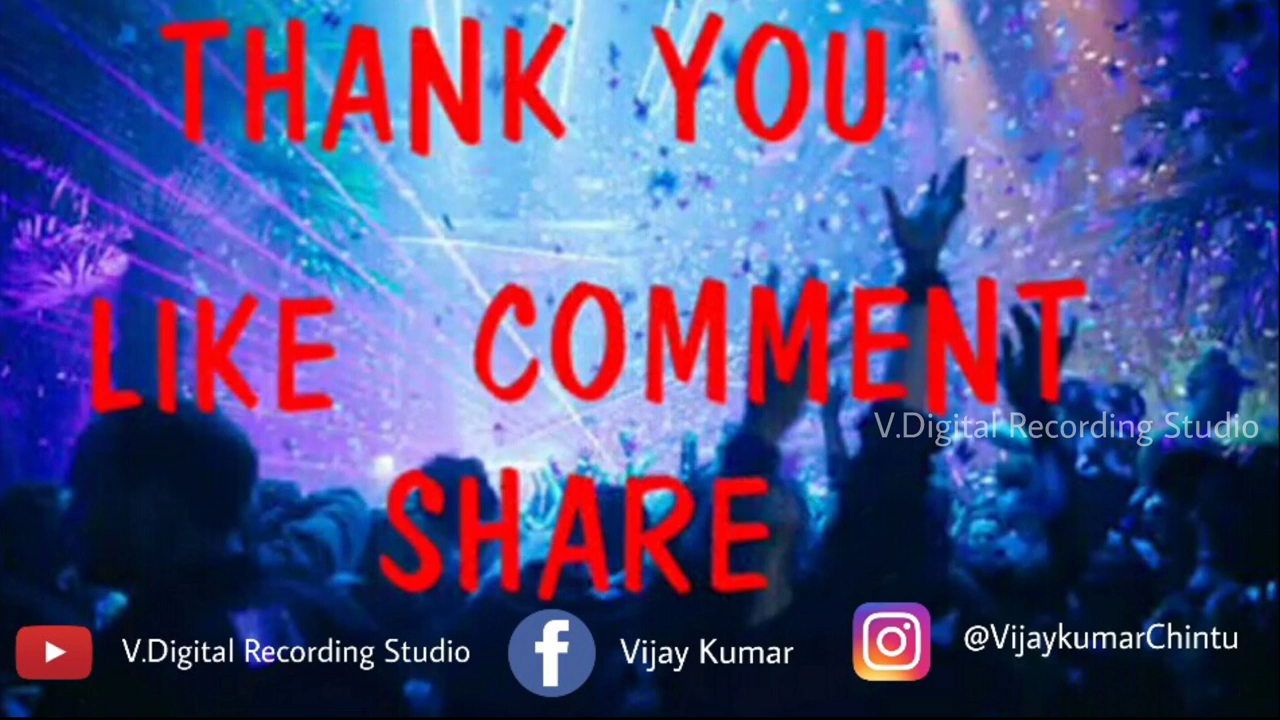 THANK YOU
LIKE COMMENT
V.Digital Recording Studio
SHARE
V.Digital Recording Studio
Vijay Kumar
@VijaykumarChintu